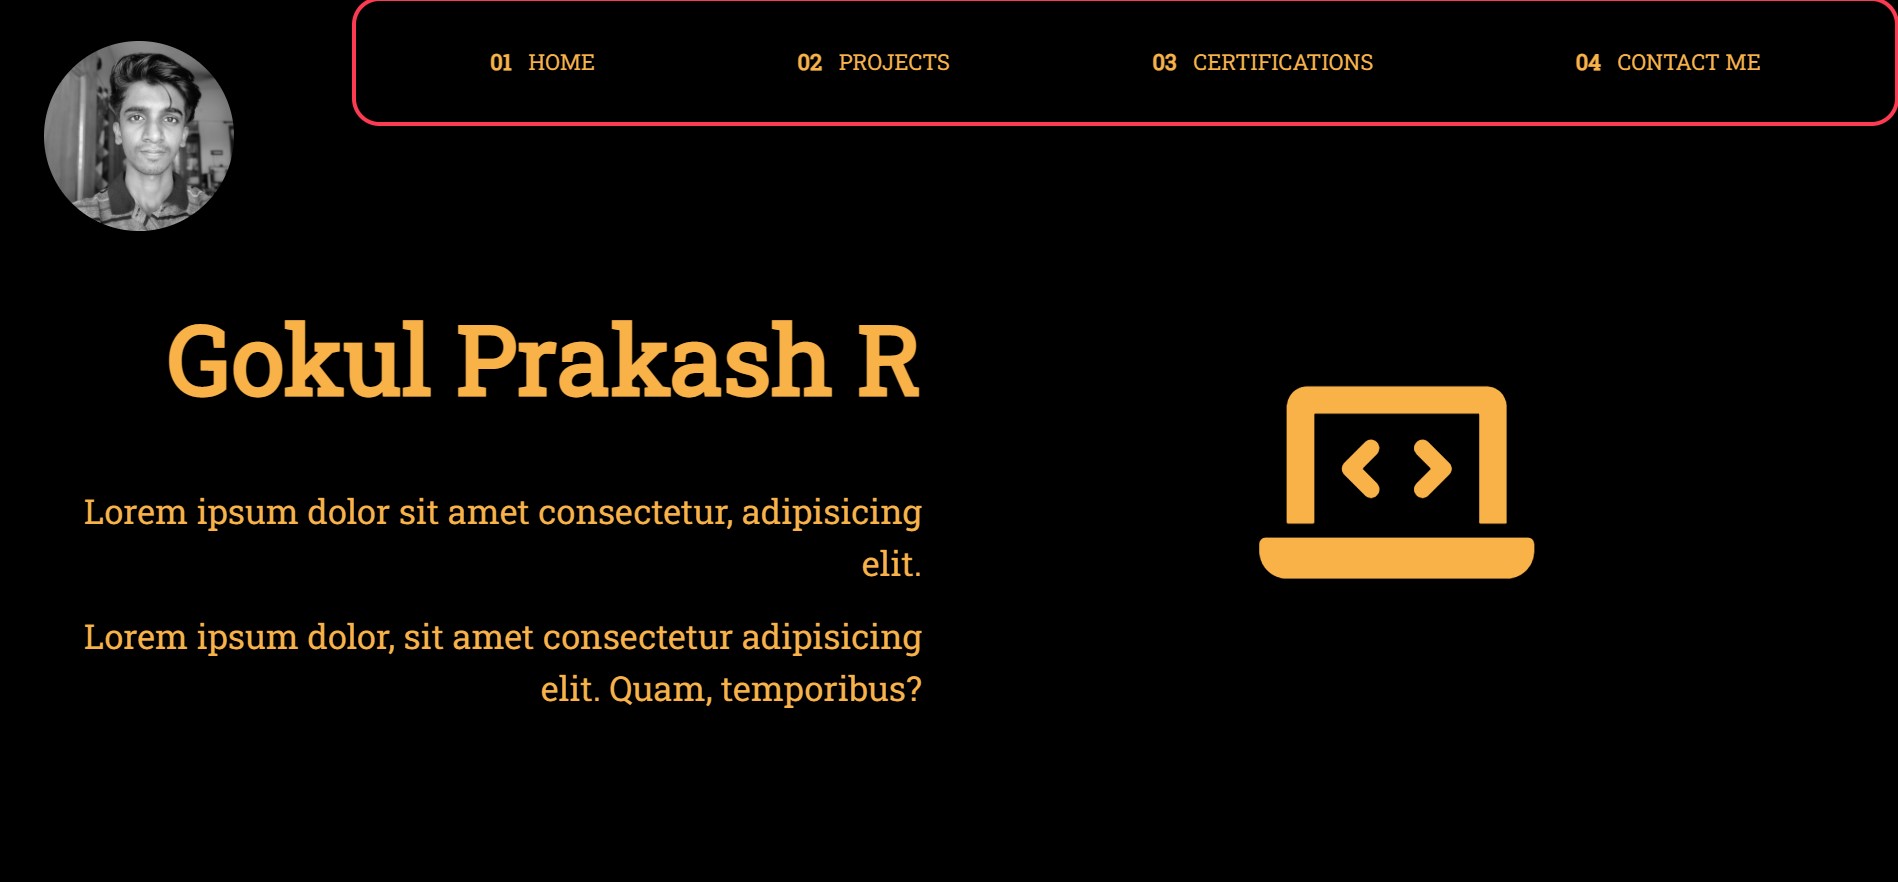 01 HOME 02 PROJECTS 03 CERTIFICATIONS 04 CONTACT ME
Gokul Prakash R
Lorem ipsum dolor sit amet consectetur, adipisicing
elit.
Lorem ipsum dolor, sit amet consectetur adipisicing
elit. Quam, temporibus?